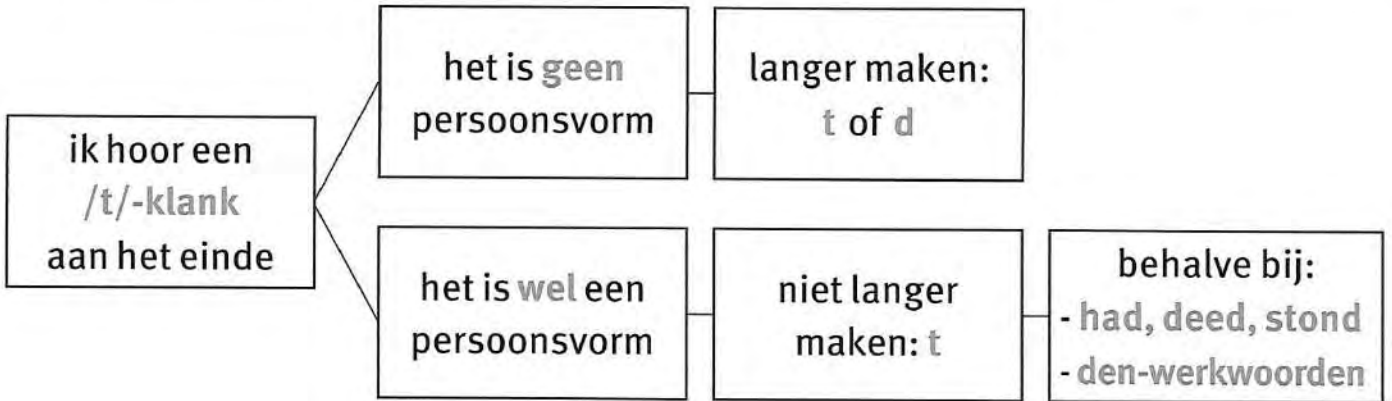 ik hoor een
/t/-klank
aan het einde
het is geen
persoonsvorm
langer maken:
t of d
het is wel een
persoonsvorm
niet langer
maken: t
behalve bij:
- had, deed, stond
- den-werkwoorden